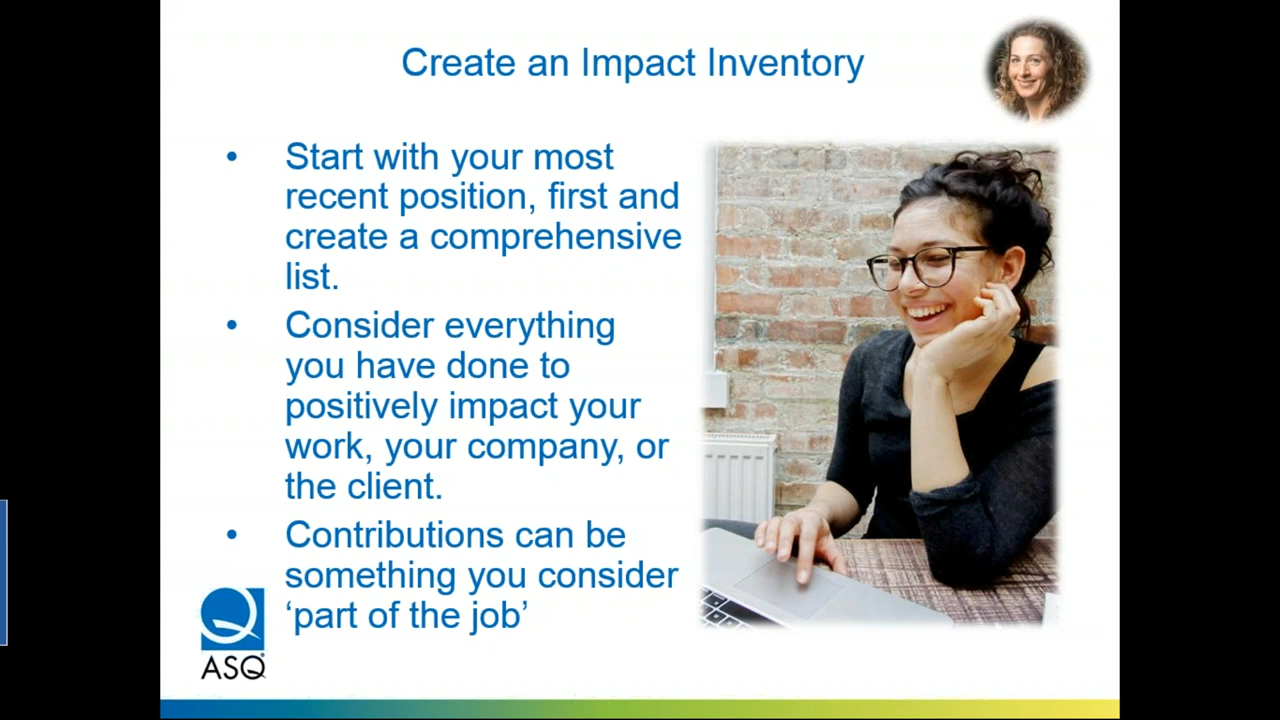 Create an Impact Inventory
• Start with your most
recent position, first and
create a comprehensive
list.
• Consider everything
you have done to
positively impact your
work, your company, or
the client.
• Contributions can be
something you consider
‘part of the job’
ASQ